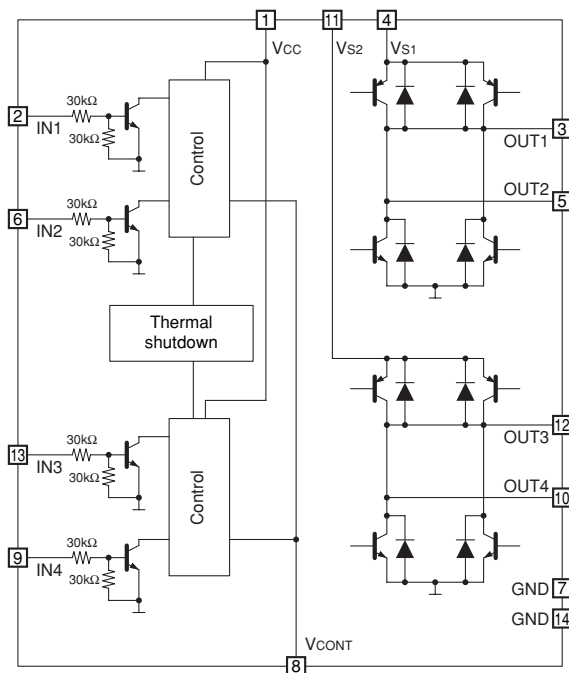 1
11
4
VCC
VS2
VS1
2
IN1
30kΩ
30kΩ
Control
3
OUT1
OUT2
5
6
IN2
30kΩ
30kΩ
Thermal
shutdown
13
IN3
30kΩ
30kΩ
Control
12
OUT3
OUT4
10
9
IN4
30kΩ
30kΩ
GND 7
GND 14
VCONT
8